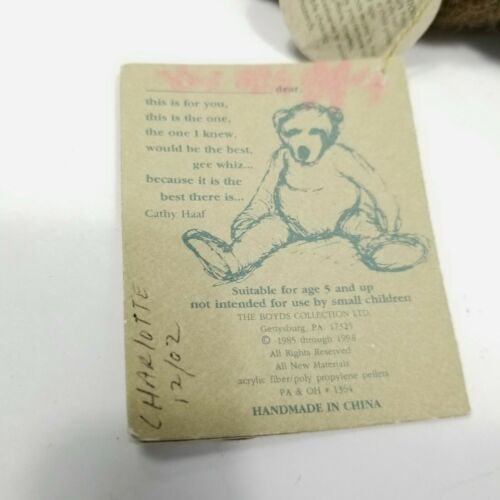 dear,
this is for you,
this is the one,
the one I knew,
would be the best,
gee whiz...
because it is the
best there is...
Cathy Haaf
Suitable for age 5 and up
not intended for use by small children
THE BOYDS COLLECTION LTD.
Gettysburg, PA. 17325
© 1985 through 1998
All Rights Reserved
All New Materials
acrylic fiber/poly propylene pellets
PA & OH # 1364
HANDMADE IN CHINA
CHARlOTTE
12/02